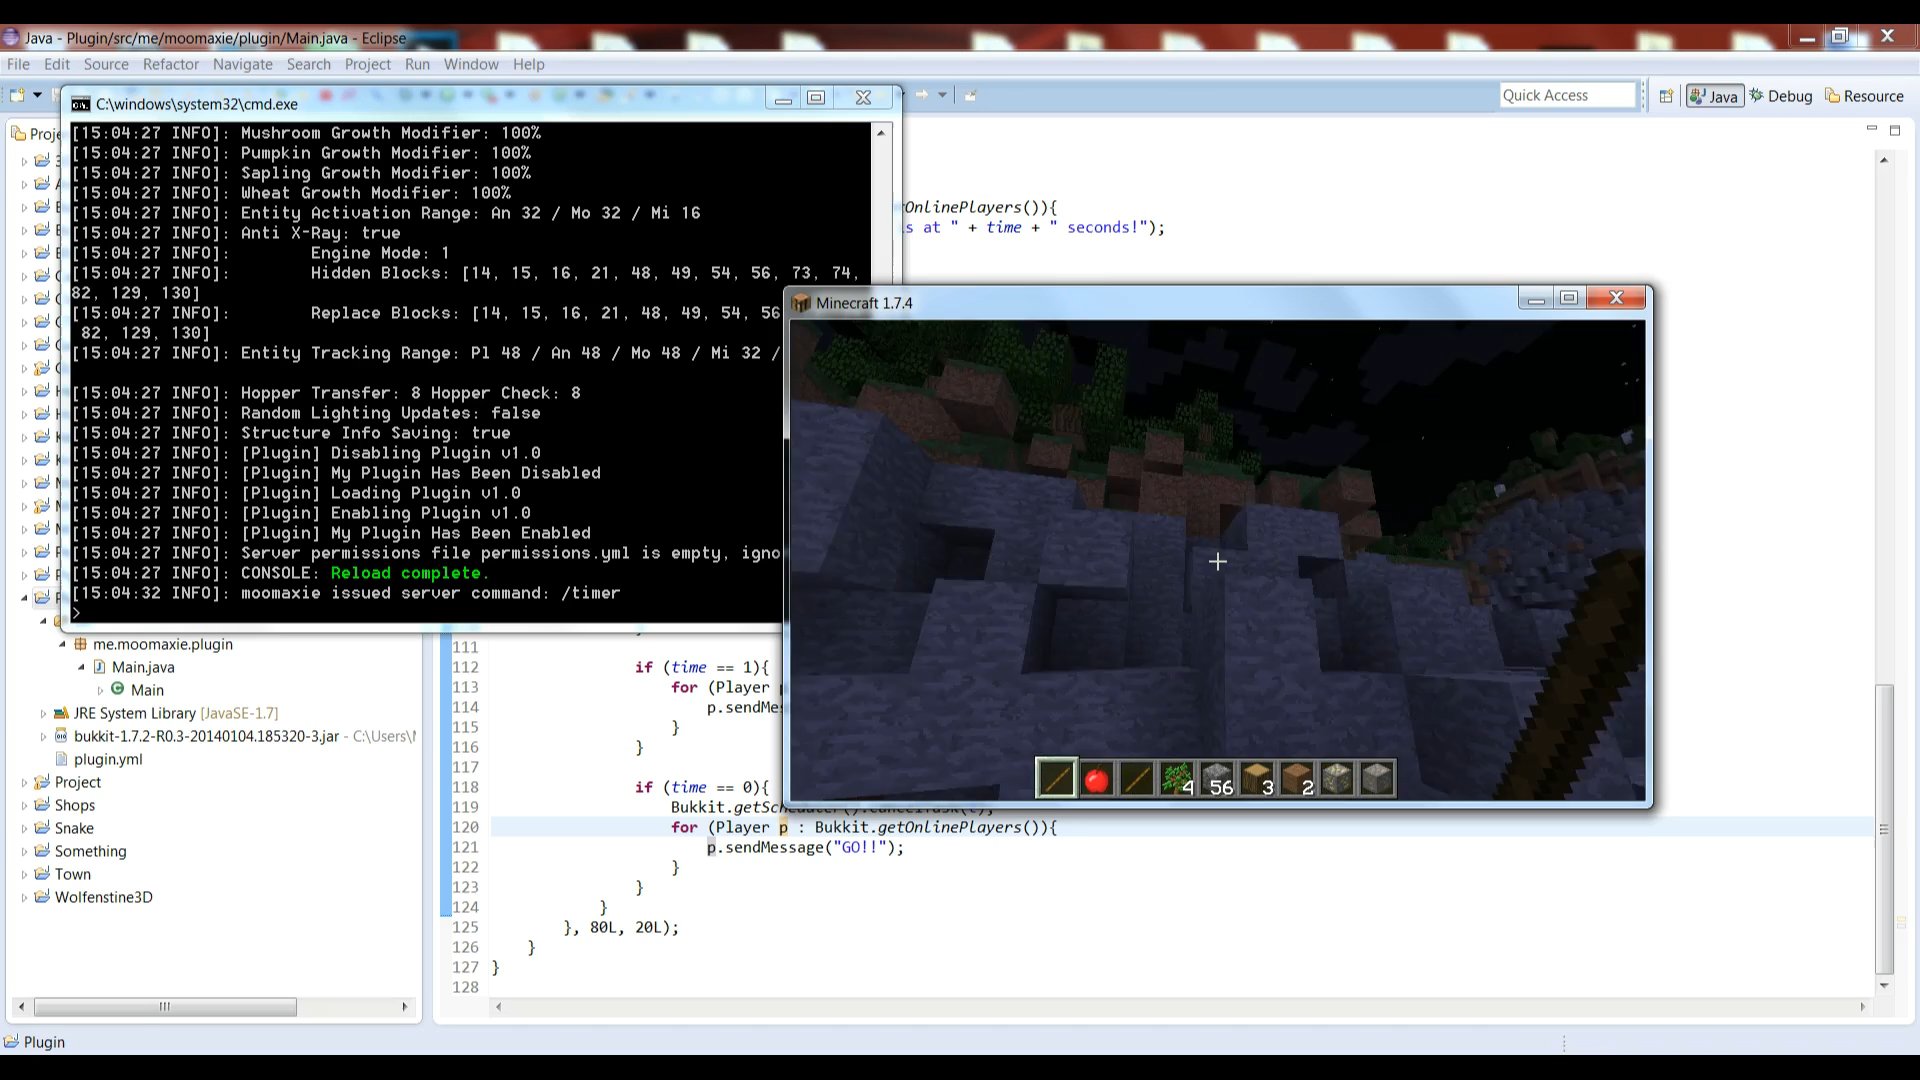 Java - Plugin/src/me/moomaxie/plugin/Main.java - Eclipse
File Edit Source Refactor Navigate Search Project Run Window Help
Quick Access
Java Debug Resource
C:\windows\system32\cmd.exe
[15:04:27 INFO]: Mushroom Growth Modifier: 100%
[15:04:27 INFO]: Pumpkin Growth Modifier: 100%
[15:04:27 INFO]: Sapling Growth Modifier: 100%
[15:04:27 INFO]: Wheat Growth Modifier: 100%
[15:04:27 INFO]: Entity Activation Range: An 32 / Mo 32 / Mi 16
[15:04:27 INFO]: Anti X-Ray: true
[15:04:27 INFO]: Engine Mode: 1
[15:04:27 INFO]: Hidden Blocks: [14, 15, 16, 21, 48, 49, 54, 56, 73, 74,
82, 129, 130]
[15:04:27 INFO]: Replace Blocks: [14, 15, 16, 21, 48, 49, 54, 56
82, 129, 130]
[15:04:27 INFO]: Entity Tracking Range: Pl 48 / An 48 / Mo 48 / Mi 32 /
[15:04:27 INFO]: Hopper Transfer: 8 Hopper Check: 8
[15:04:27 INFO]: Random Lighting Updates: false
[15:04:27 INFO]: Structure Info Saving: true
[15:04:27 INFO]: [Plugin] Disabling Plugin v1.0
[15:04:27 INFO]: [Plugin] My Plugin Has Been Disabled
[15:04:27 INFO]: [Plugin] Loading Plugin v1.0
[15:04:27 INFO]: [Plugin] Enabling Plugin v1.0
[15:04:27 INFO]: [Plugin] My Plugin Has Been Enabled
[15:04:27 INFO]: Server permissions file permissions.yml is empty, igno
[15:04:27 INFO]: CONSOLE: Reload complete.
[15:04:32 INFO]: moomaxie issued server command: /timer
>
OnlinePlayers()){
s at " + time + " seconds!");
Minecraft 1.7.4
4 56 3 2
Proje
me.moomaxie.plugin
Main.java
Main
JRE System Library [JavaSE-1.7]
bukkit-1.7.2-R0.3-20140104.185320-3.jar - C:\Users\
plugin.yml
Project
Shops
Snake
Something
Town
Wolfenstine3D
111
112 if (time == 1){
113 for (Player p
114 p.sendMes
115 }
116 }
117
118 if (time == 0){
119 Bukkit.getScheduler().cancelTask(t);
120 for (Player p : Bukkit.getOnlinePlayers()){
121 p.sendMessage("GO!!");
122 }
123 }
124 }
125 }, 80L, 20L);
126 }
127 }
128
Plugin